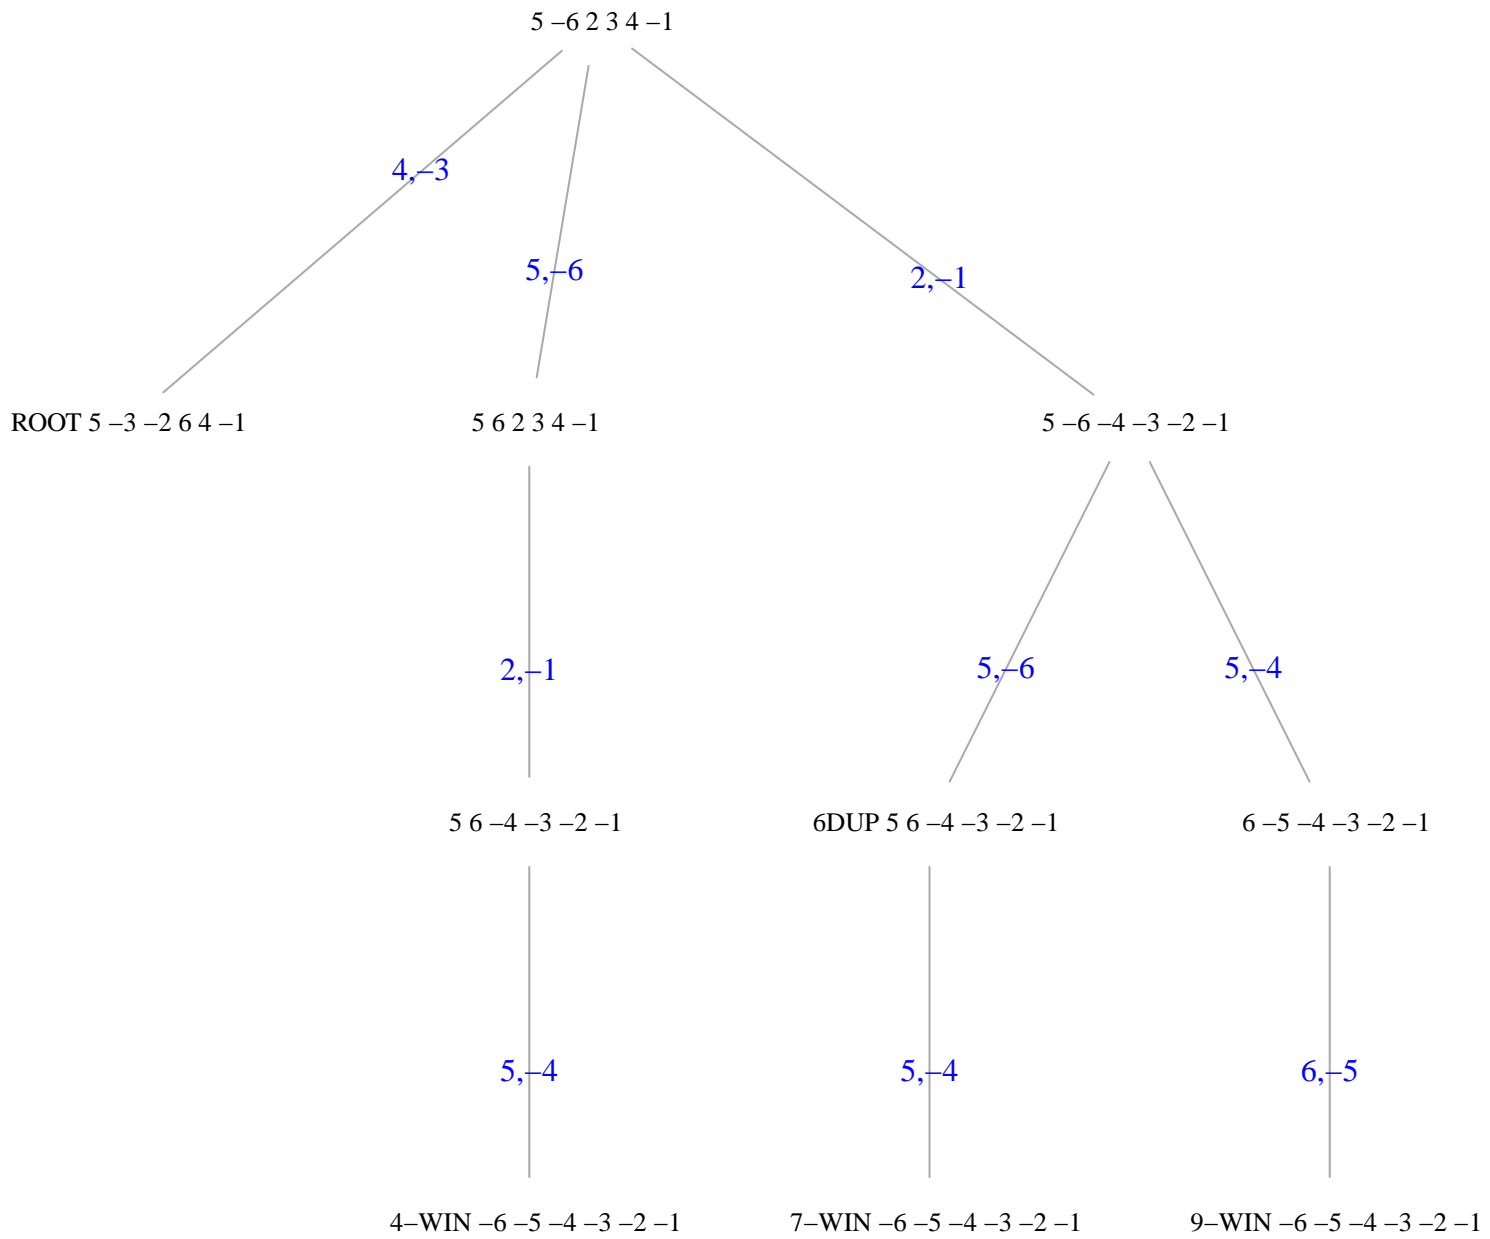 5 –6 2 3 4 –1
4,–3
5,–6
2,–1
ROOT 5 –3 –2 6 4 –1
5 6 2 3 4 –1
5 –6 –4 –3 –2 –1
2,–1
5,–6
5,–4
5 6 –4 –3 –2 –1
6DUP 5 6 –4 –3 –2 –1
6 –5 –4 –3 –2 –1
5,–4
5,–4
6,–5
4–WIN –6 –5 –4 –3 –2 –1
7–WIN –6 –5 –4 –3 –2 –1
9–WIN –6 –5 –4 –3 –2 –1